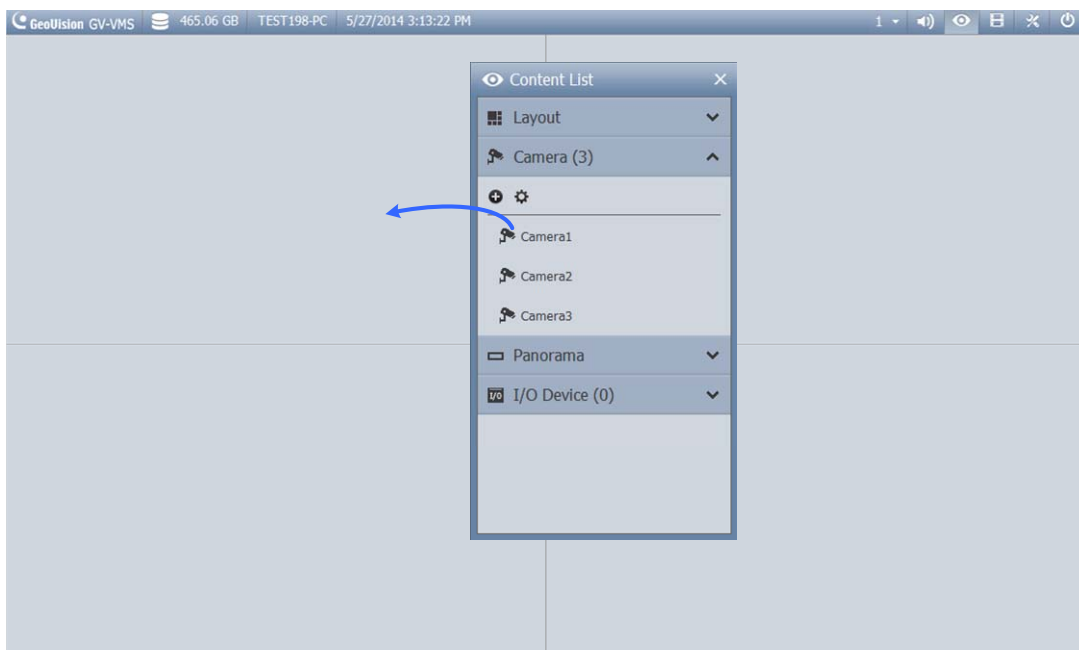 GeoVision GV-VMS 465.06 GB TEST198-PC 5/27/2014 3:13:22 PM 1
Content List
Layout
Camera (3)
Camera1
Camera2
Camera3
Panorama
I/O I/O Device (0)